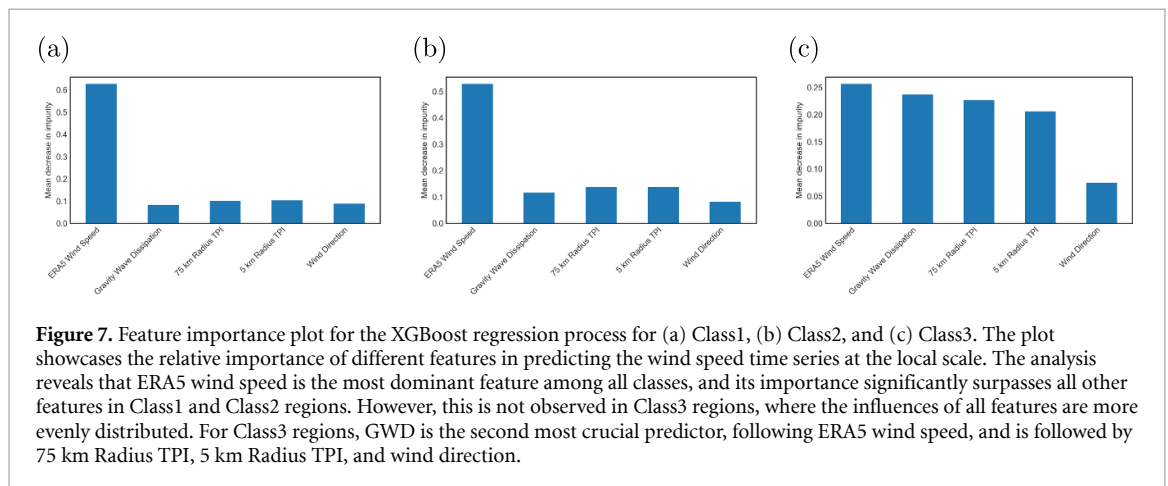 (a)
(b)
(c)
Mean decrease in impurity
0.6
0.5
0.4
0.3
0.2
0.1
0.0
ERA5 Wind Speed
Gravity Wave Dissipation
75 km Radius TPI
5 km Radius TPI
Wind Direction
Mean decrease in impurity
0.5
0.4
0.3
0.2
0.1
0.0
ERA5 Wind Speed
Gravity Wave Dissipation
75 km Radius TPI
5 km Radius TPI
Wind Direction
Mean decrease in impurity
0.25
0.20
0.15
0.10
0.05
0.00
ERA5 Wind Speed
Gravity Wave Dissipation
75 km Radius TPI
5 km Radius TPI
Wind Direction
Figure 7. Feature importance plot for the XGBoost regression process for (a) Class1, (b) Class2, and (c) Class3. The plot
showcases the relative importance of different features in predicting the wind speed time series at the local scale. The analysis
reveals that ERA5 wind speed is the most dominant feature among all classes, and its importance significantly surpasses all other
features in Class1 and Class2 regions. However, this is not observed in Class3 regions, where the influences of all features are more
evenly distributed. For Class3 regions, GWD is the second most crucial predictor, following ERA5 wind speed, and is followed by
75 km Radius TPI, 5 km Radius TPI, and wind direction.